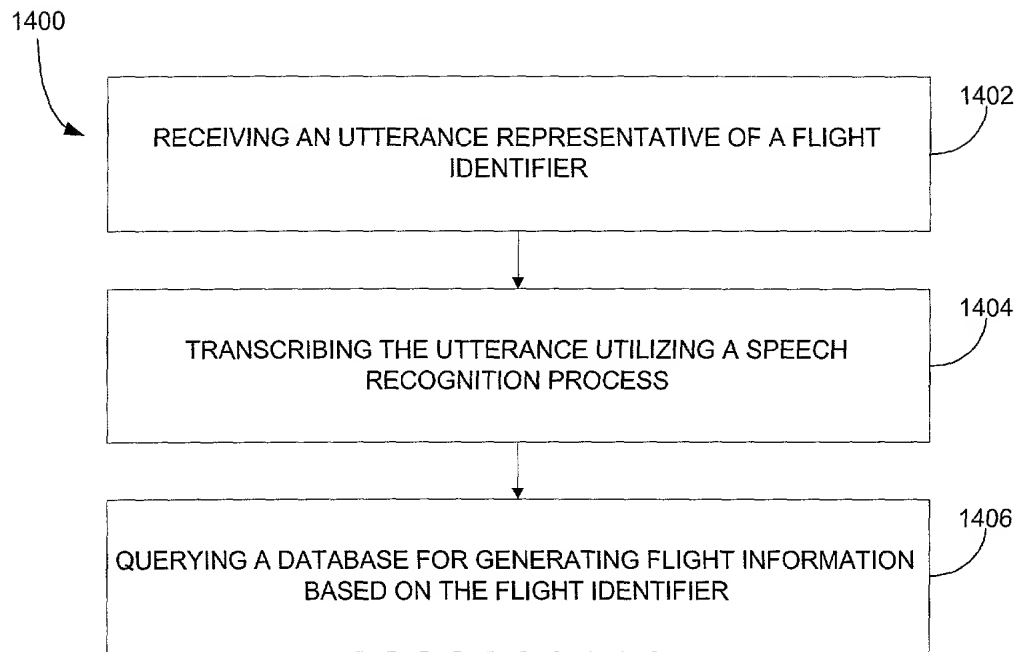 1400
1402
RECEIVING AN UTTERANCE REPRESENTATIVE OF A FLIGHT
IDENTIFIER
1404
TRANSCRIBING THE UTTERANCE UTILIZING A SPEECH
RECOGNITION PROCESS
1406
QUERYING A DATABASE FOR GENERATING FLIGHT INFORMATION
BASED ON THE FLIGHT IDENTIFIER